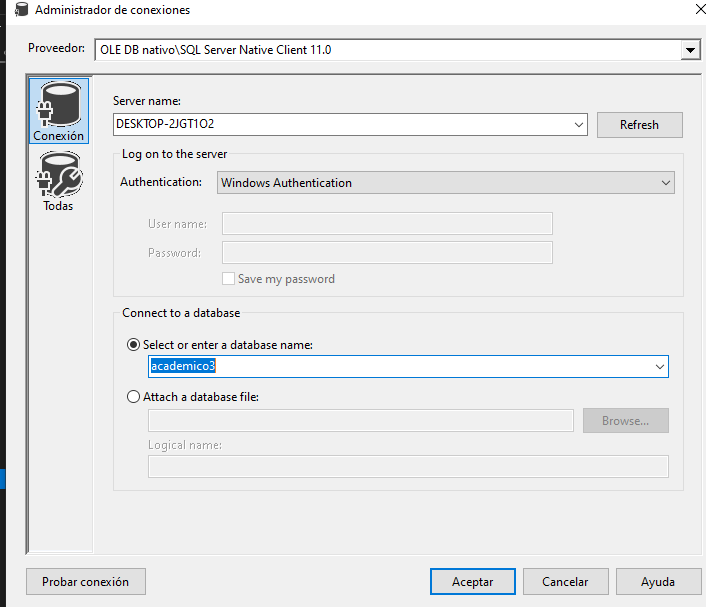 Administrador de conexiones
Proveedor: OLE DB nativo\SQL Server Native Client 11.0
Conexión
Todas
Server name:
DESKTOP-2JGT1O2
Refresh
Log on to the server
Authentication: Windows Authentication
User name:
Password:
Save my password
Connect to a database
Select or enter a database name:
academico3
Attach a database file:
Browse...
Logical name:
Probar conexión
Aceptar
Cancelar
Ayuda